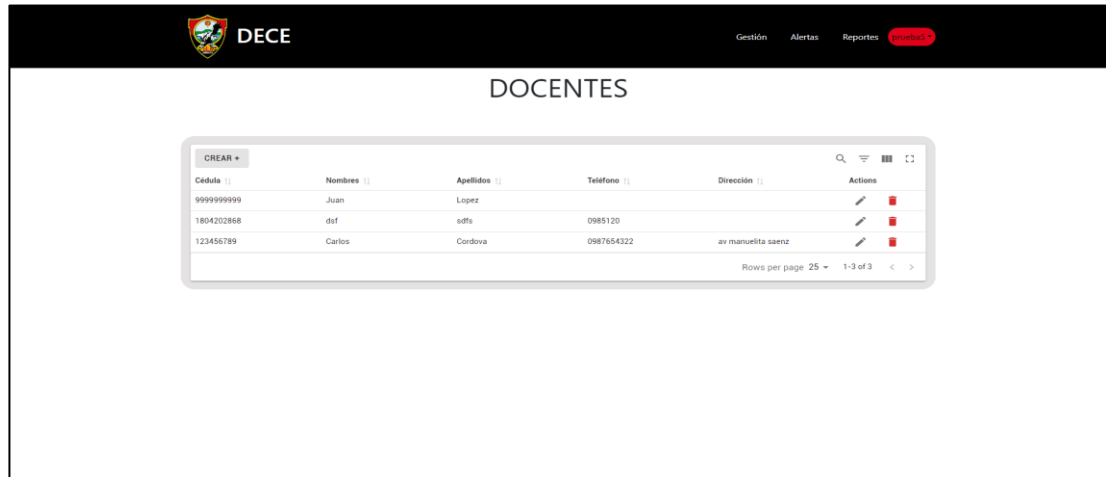 DECE
Gestión Alertas Reportes prueba5
DOCENTES
CREAR +
Cédula Nombres Apellidos Teléfono Dirección Actions
9999999999 Juan Lopez
1804202868 dsf sdfs 0985120
123456789 Carlos Cordova 0987654322 av manuelita saenz
Rows per page 25 1-3 of 3